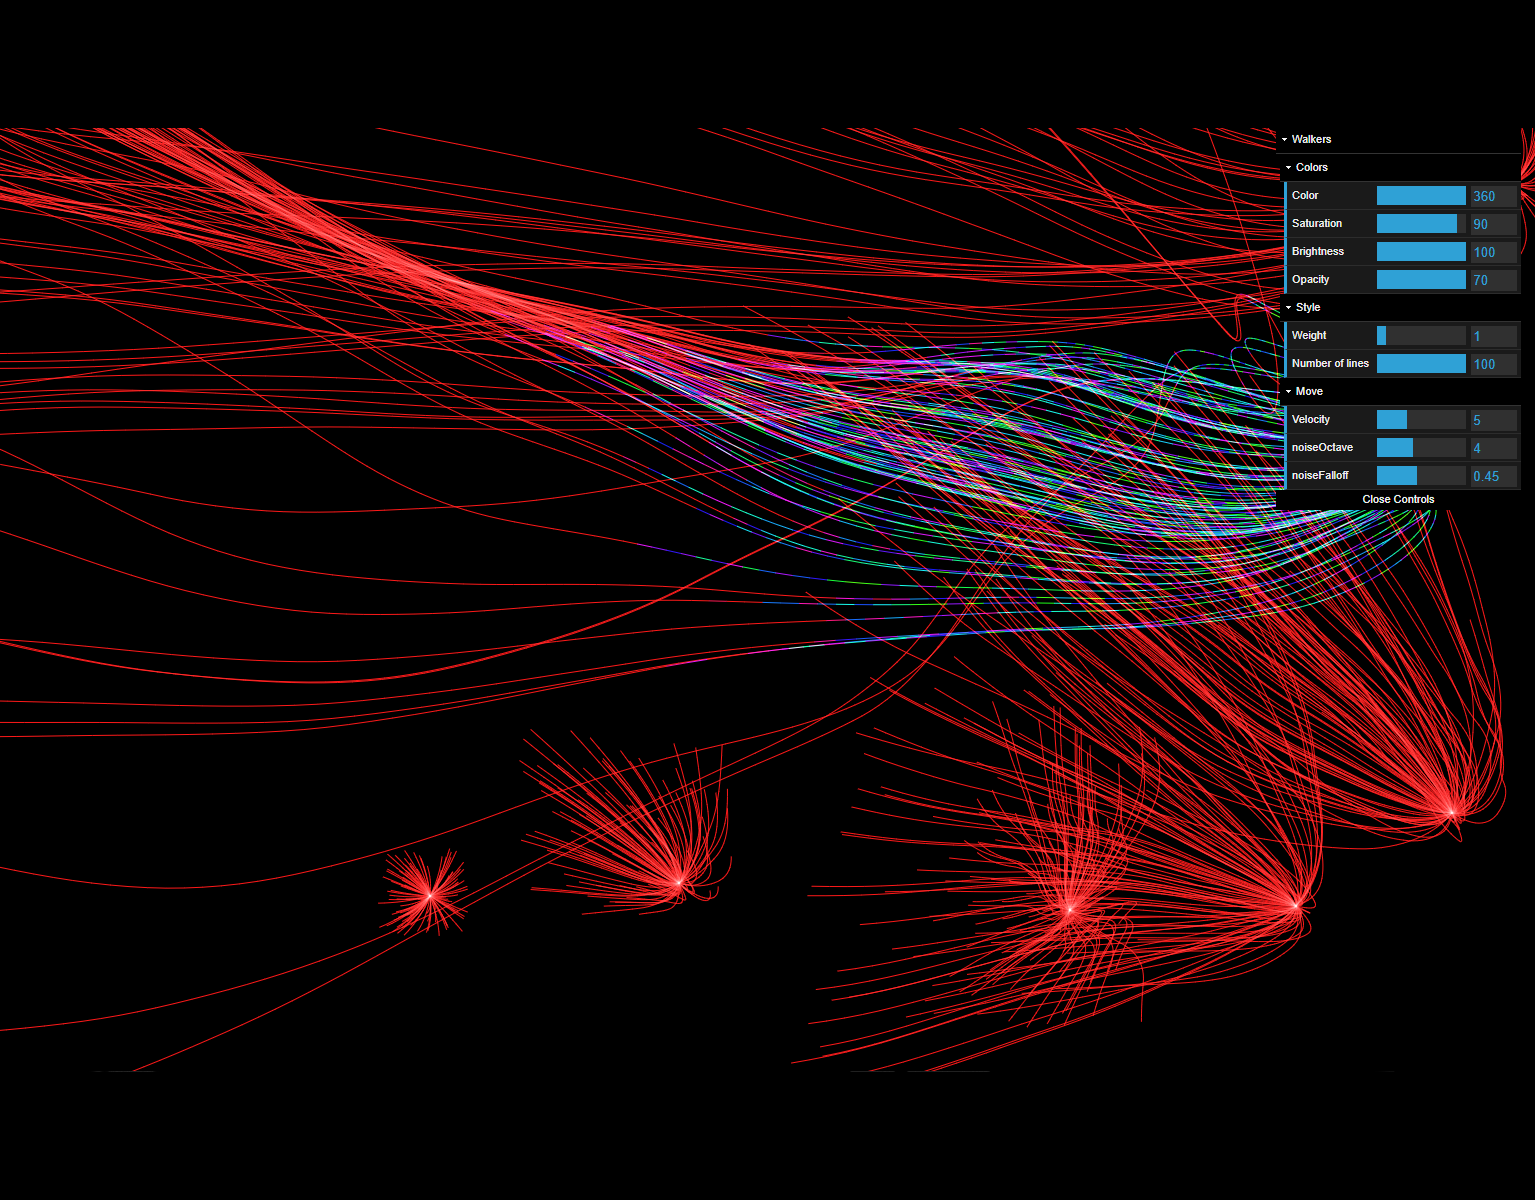 Walkers
Colors
Color 360
Saturation 90
Brightness 100
Opacity 70
Style
Weight 1
Number of lines 100
Move
Velocity 5
noiseOctave 4
noiseFalloff 0.45
Close Controls